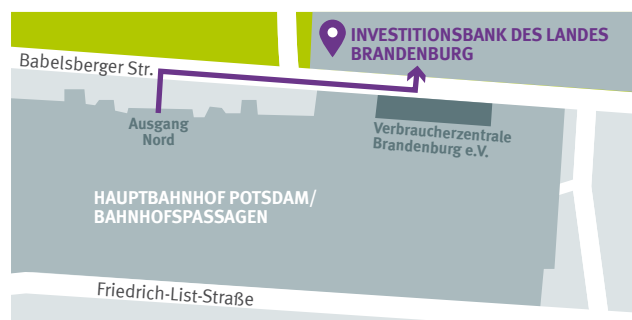 INVESTITIONSBANK DES LANDES
BRANDENBURG
Babelsberger Str.
Ausgang
Nord
Verbraucherzentrale
Brandenburg e.V.
HAUPTBAHNHOF POTSDAM/
BAHNHOFSPASSAGEN
Friedrich-List-Straße